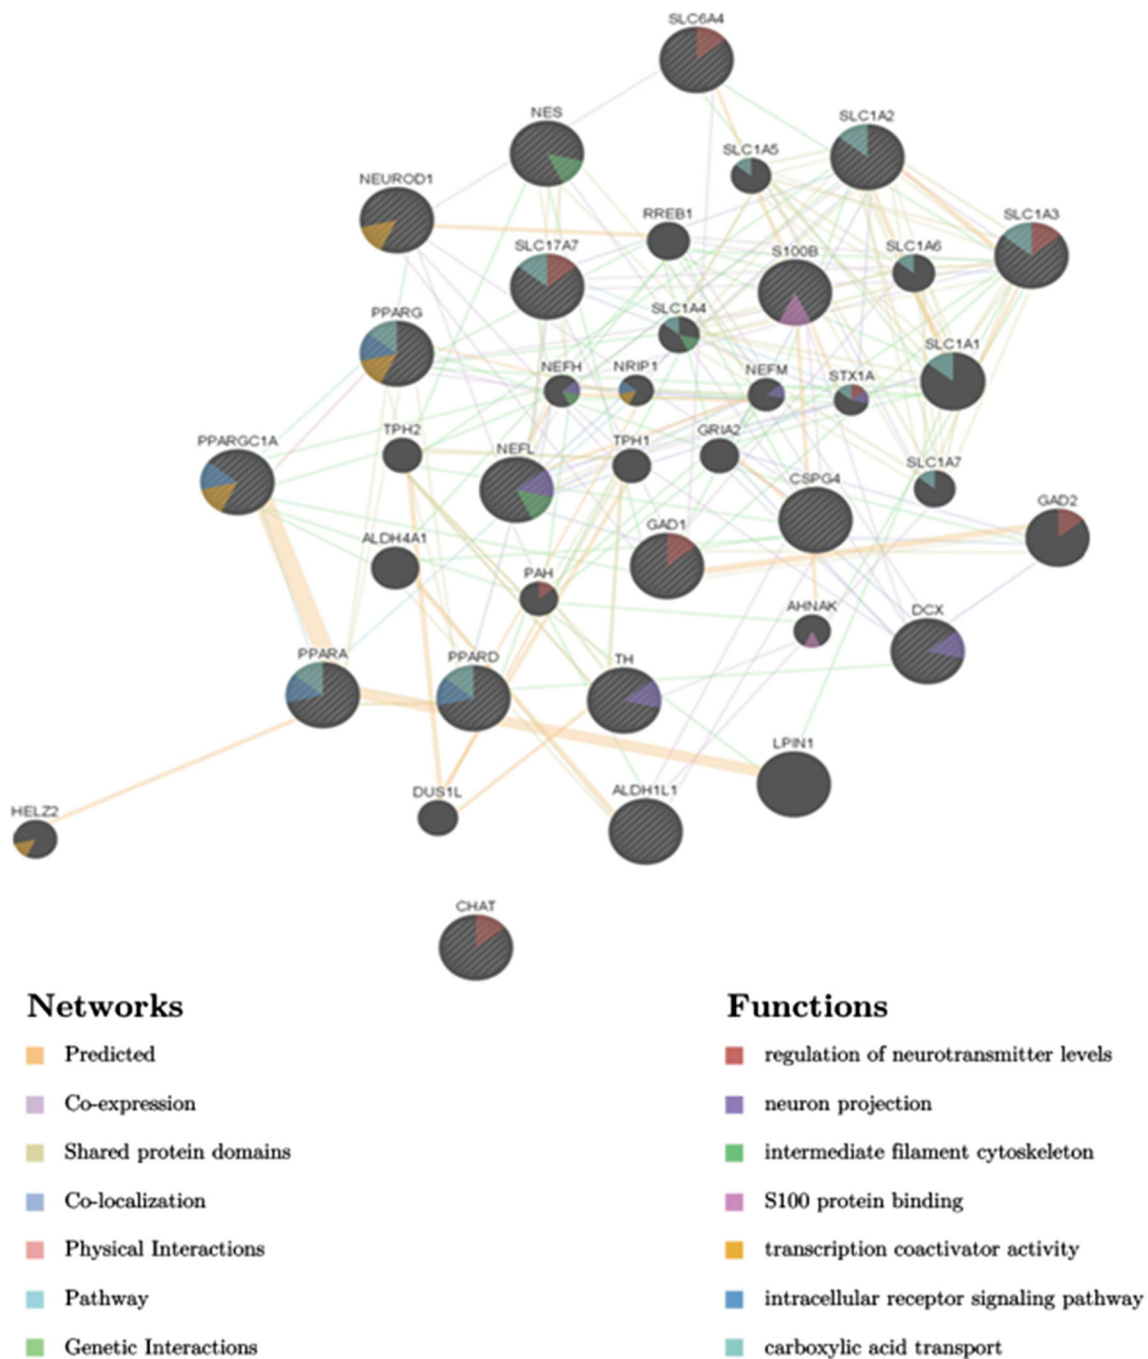 SLC6A4
NES
SLC1A2
SLC1A5
NEUROD1
RREB1
SLC1A3
SLC17A7
SLC1A6
S100B
PPARG
SLC1A4
SLC1A1
NEFH
NRIP1
NEFM
STX1A
TPH2
GRIA2
PPARGC1A
NEFL
TPH1
SLC1A7
CSPG4
GAD2
GAD1
ALDH4A1
PAH
AHNAK
DCX
PPARA
PPARD
TH
LPIN1
DUS1L
ALDH1L1
HELZ2
CHAT
Networks
Predicted
Co-expression
Shared protein domains
Co-localization
Physical Interactions
Pathway
Genetic Interactions
Functions
regulation of neurotransmitter levels
neuron projection
intermediate filament cytoskeleton
S100 protein binding
transcription coactivator activity
intracellular receptor signaling pathway
carboxylic acid transport